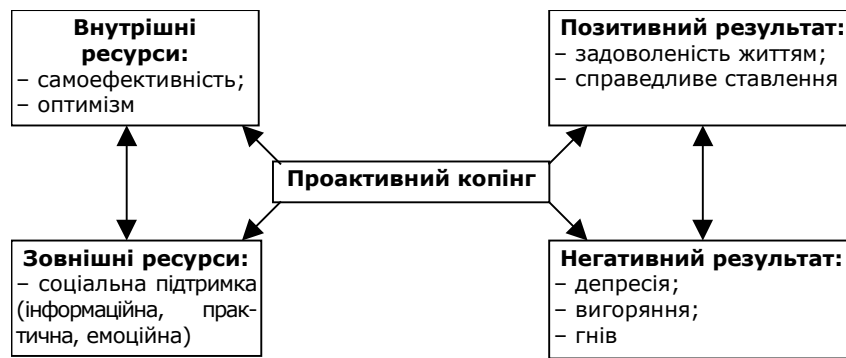 Внутрішні
ресурси:
– самоефективність;
– оптимізм
Позитивний результат:
– задоволеність життям;
– справедливе ставлення
Проактивний копінг
Зовнішні ресурси:
– соціальна підтримка
(інформаційна, прак-
тична, емоційна)
Негативний результат:
– депресія;
– вигоряння;
– гнів